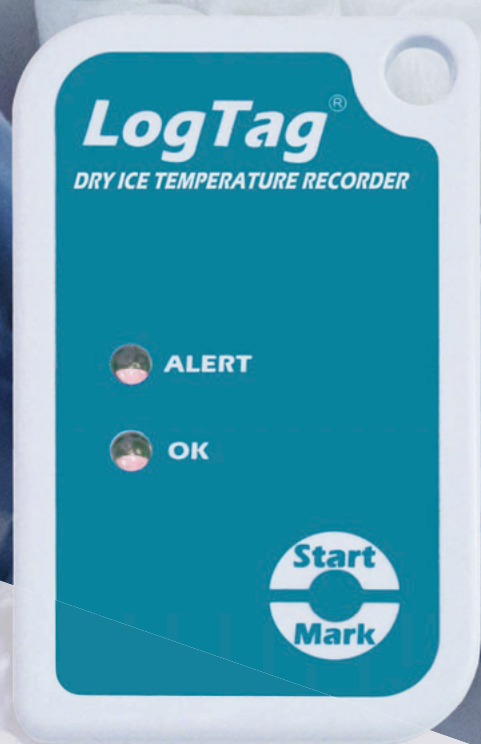 LogTag®
DRY ICE TEMPERATURE RECORDER
ALERT
OK
Start
Mark